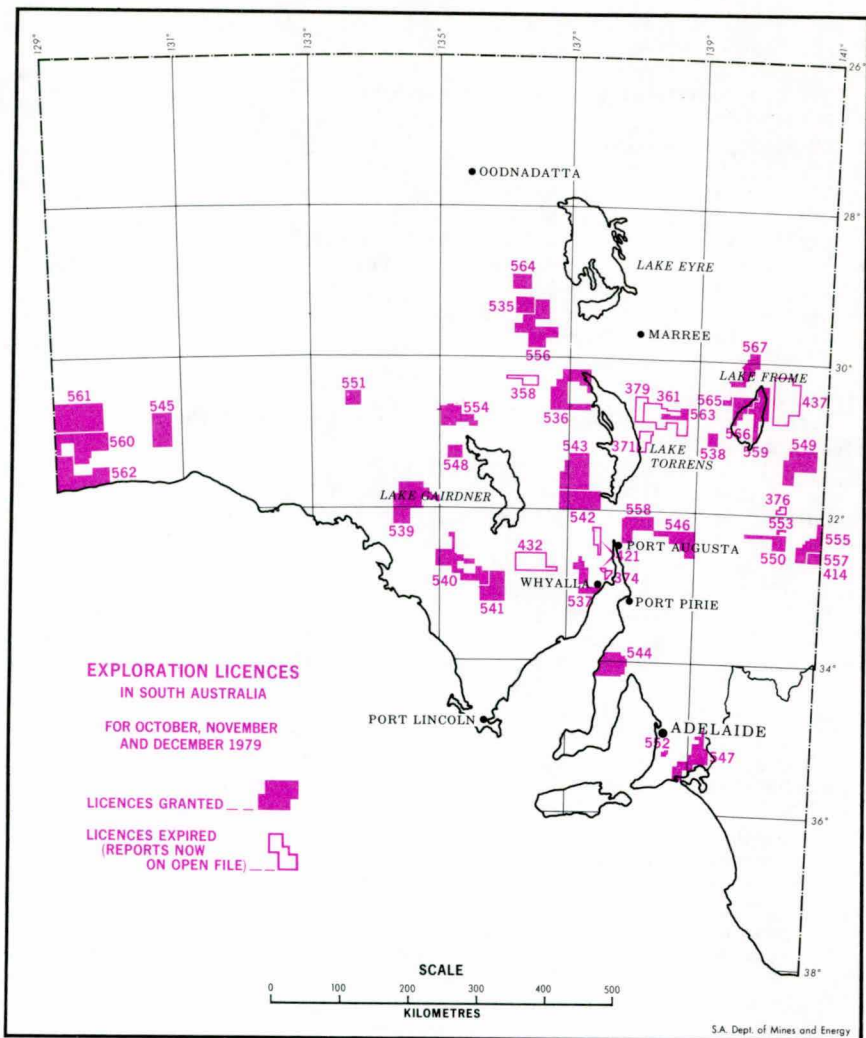 129°
131°
133°
135°
137°
139°
141°
26°
OODNADATTA
28°
564
LAKE EYRE
535
MARREE
556
567
30°
LAKE FROME
561
545
551
358
379
361
554
536
565
563
437
560
371
566
538
559
543
LAKE TORRENS
549
548
562
LAKE GAIRDNER
376
32°
542
558
546
553
555
539
PORT AUGUSTA
432
421
550
557
540
WHYALLA
374
414
541
537
PORT PIRIE
544
34°
EXPLORATION LICENCES
IN SOUTH AUSTRALIA
FOR OCTOBER, NOVEMBER
AND DECEMBER 1979
PORT LINCOLN
ADELAIDE
552
547
LICENCES GRANTED
36°
LICENCES EXPIRED
(REPORTS NOW
ON OPEN FILE)
SCALE
38°
0 100 200 300 400 500
KILOMETRES
S.A. Dept. of Mines and Energy